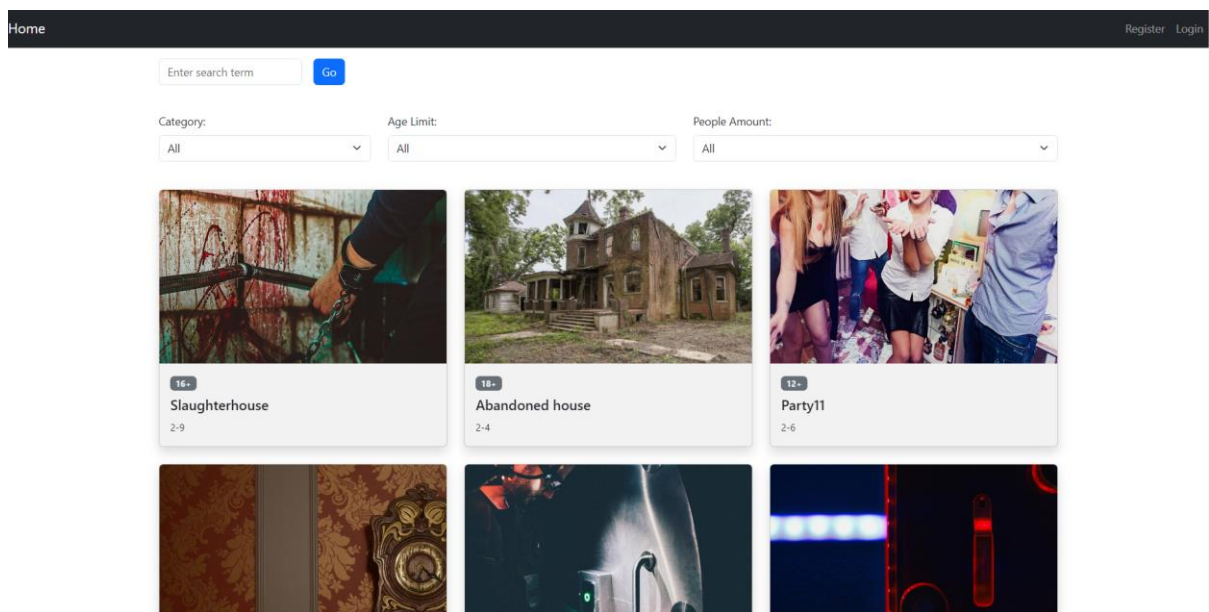 Home
Register Login
Enter search term
Go
Category:
Age Limit:
People Amount:
All
All
All
16+
18+
12+
Slaughterhouse
Abandoned house
Party11
2-9
2-4
2-6
0